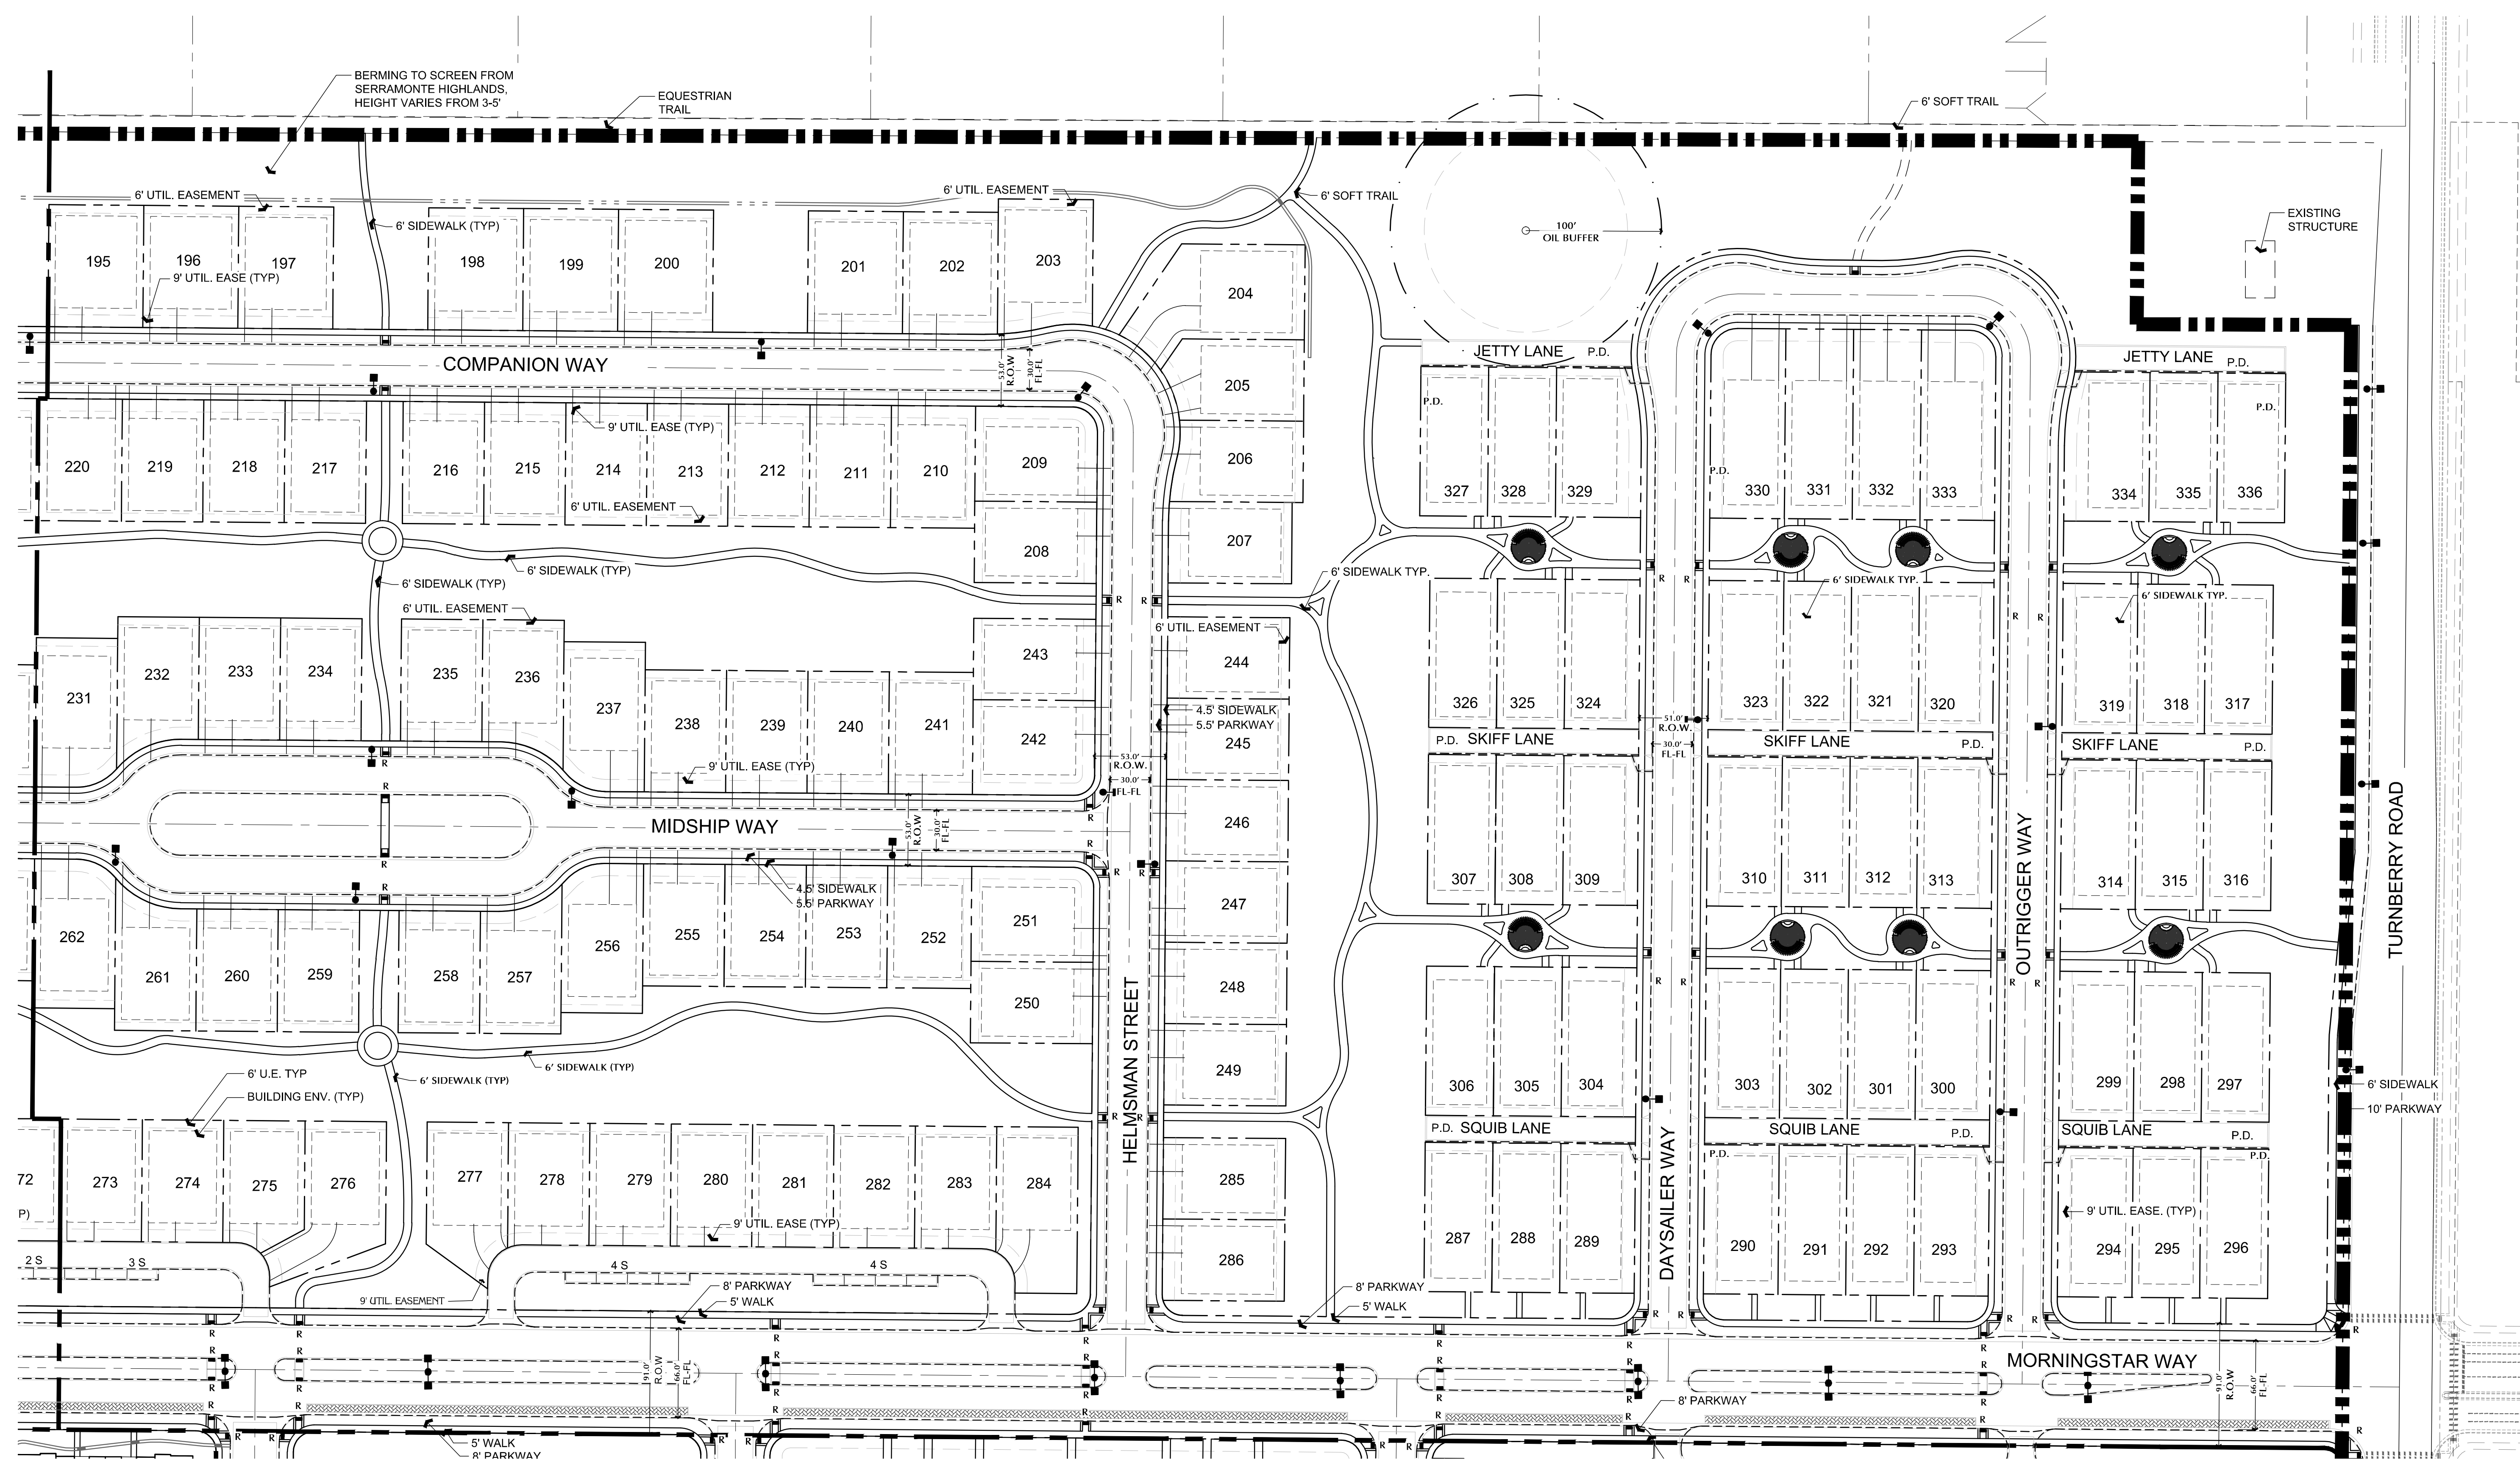 BERMING TO SCREEN FROM
SERRAMONTE HIGHLANDS,
HEIGHT VARIES FROM 3-5'
EQUESTRIAN
TRAIL
6' SOFT TRAIL
6' UTIL. EASEMENT
6' UTIL. EASEMENT
6' SOFT TRAIL
6' SIDEWALK (TYP)
EXISTING
STRUCTURE
100'
OIL BUFFER
195
196
197
198
199
200
201
202
203
204
9' UTIL. EASE (TYP)
COMPANION WAY
53.0'
R.O.W
30.0'
FL-FL
JETTY LANE
P.D.
JETTY LANE
P.D.
205
P.D.
P.D.
9' UTIL. EASE (TYP)
220
219
218
217
216
215
214
213
212
211
210
209
206
P.D.
327
328
329
330
331
332
333
334
335
336
6' UTIL. EASEMENT
208
207
6' SIDEWALK (TYP)
6' SIDEWALK (TYP)
6' SIDEWALK TYP.
6' SIDEWALK TYP.
6' SIDEWALK TYP.
R
R
R
R
R
R
6' UTIL. EASEMENT
6' UTIL. EASEMENT
231
232
233
234
235
236
237
238
239
240
241
243
242
244
4.5' SIDEWALK
5.5' PARKWAY
245
326
325
324
323
322
321
320
319
318
317
51.0'
R.O.W.
30.0'
FL-FL
P.D.
SKIFF LANE
SKIFF LANE
P.D.
SKIFF LANE
P.D.
9' UTIL. EASE (TYP)
53.0'
R.O.W.
30.0'
FL-FL
R
R
MIDSHIP WAY
53.0'
R.O.W
30.0'
FL-FL
R
R
R
R
R
246
TURNBERRY ROAD
OUTRIGGER WAY
4.5' SIDEWALK
5.5' PARKWAY
262
261
260
259
258
257
256
255
254
253
252
251
250
247
248
249
307
308
309
310
311
312
313
314
315
316
R
R
R
R
HELMSMAN STREET
6' SIDEWALK (TYP)
6' SIDEWALK (TYP)
6' U.E. TYP
BUILDING ENV. (TYP)
306
305
304
303
302
301
300
299
298
297
6' SIDEWALK
10' PARKWAY
R
R
P.D.
SQUIB LANE
SQUIB LANE
P.D.
SQUIB LANE
P.D.
P.D.
P.D.
72
273
274
275
276
277
278
279
280
281
282
283
284
285
286
P)
9' UTIL. EASE (TYP)
9' UTIL. EASE. (TYP)
DAYSAILER WAY
287
288
289
290
291
292
293
294
295
296
2 S
3 S
4 S
4 S
9' UTIL. EASEMENT
8' PARKWAY
5' WALK
8' PARKWAY
5' WALK
R
R
R
R
R
R
R
R
R
R
R
MORNINGSTAR WAY
91.0'
R.O.W
66.0'
FL-FL
91.0'
R.O.W
66.0'
FL-FL
R
R
R
R
R
R
R
8' PARKWAY
5' WALK
8' PARKWAY
R
R
R
R
R
R
R